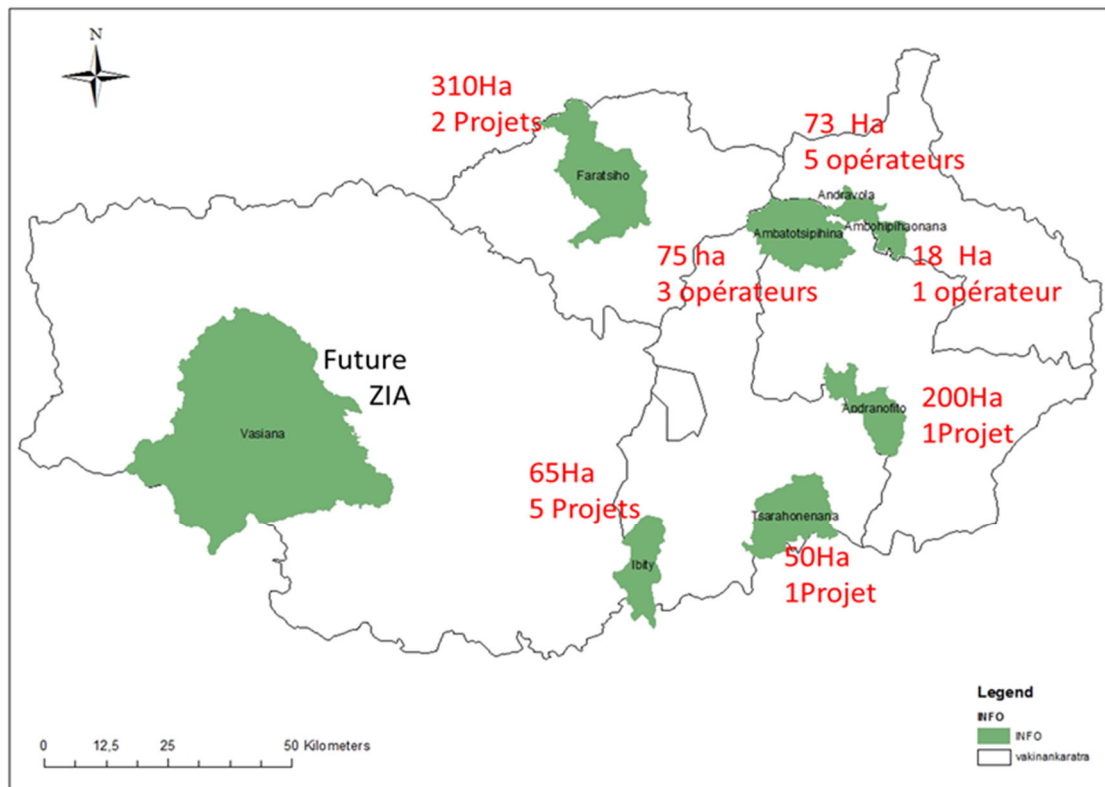 N
310Ha
2 Projets
73 Ha
5 opérateurs
Faratsiho
Andravola
Ambatotsipihina
Ambohipihaonana
75 ha
3 opérateurs
18 Ha
1 opérateur
Future
ZIA
Vasiana
Andranofito
200Ha
1Projet
65Ha
5 Projets
Tsarahonenana
Ibity
50Ha
1Projet
Legend
INFO
INFO
vakinankaratra
0 12,5 25 50 Kilometers